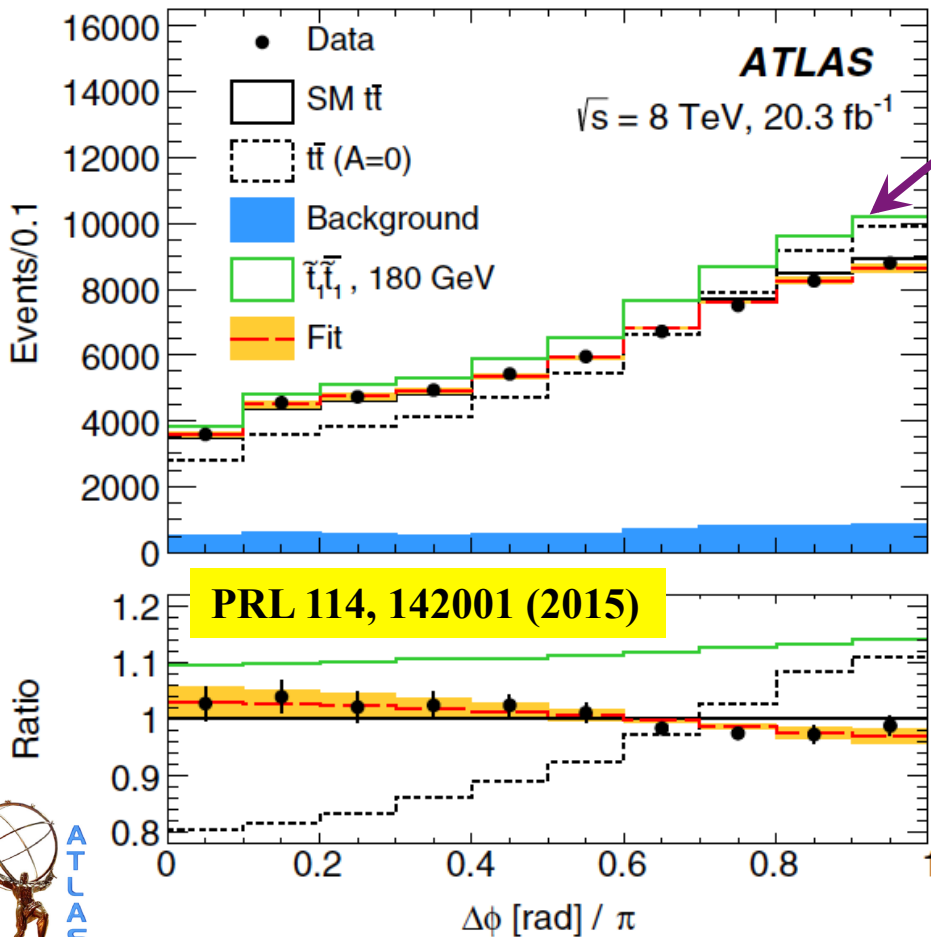 16000
14000
12000
10000
8000
6000
4000
2000
0
Events/0.1
Data
SM tt̄
tt̄ (A=0)
Background
t̃₁t̃̄₁ , 180 GeV
Fit
ATLAS
√s = 8 TeV, 20.3 fb⁻¹
PRL 114, 142001 (2015)
1.2
1.1
1
0.9
0.8
Ratio
0 0.2 0.4 0.6 0.8 1
Δϕ [rad] / π
ATLAS